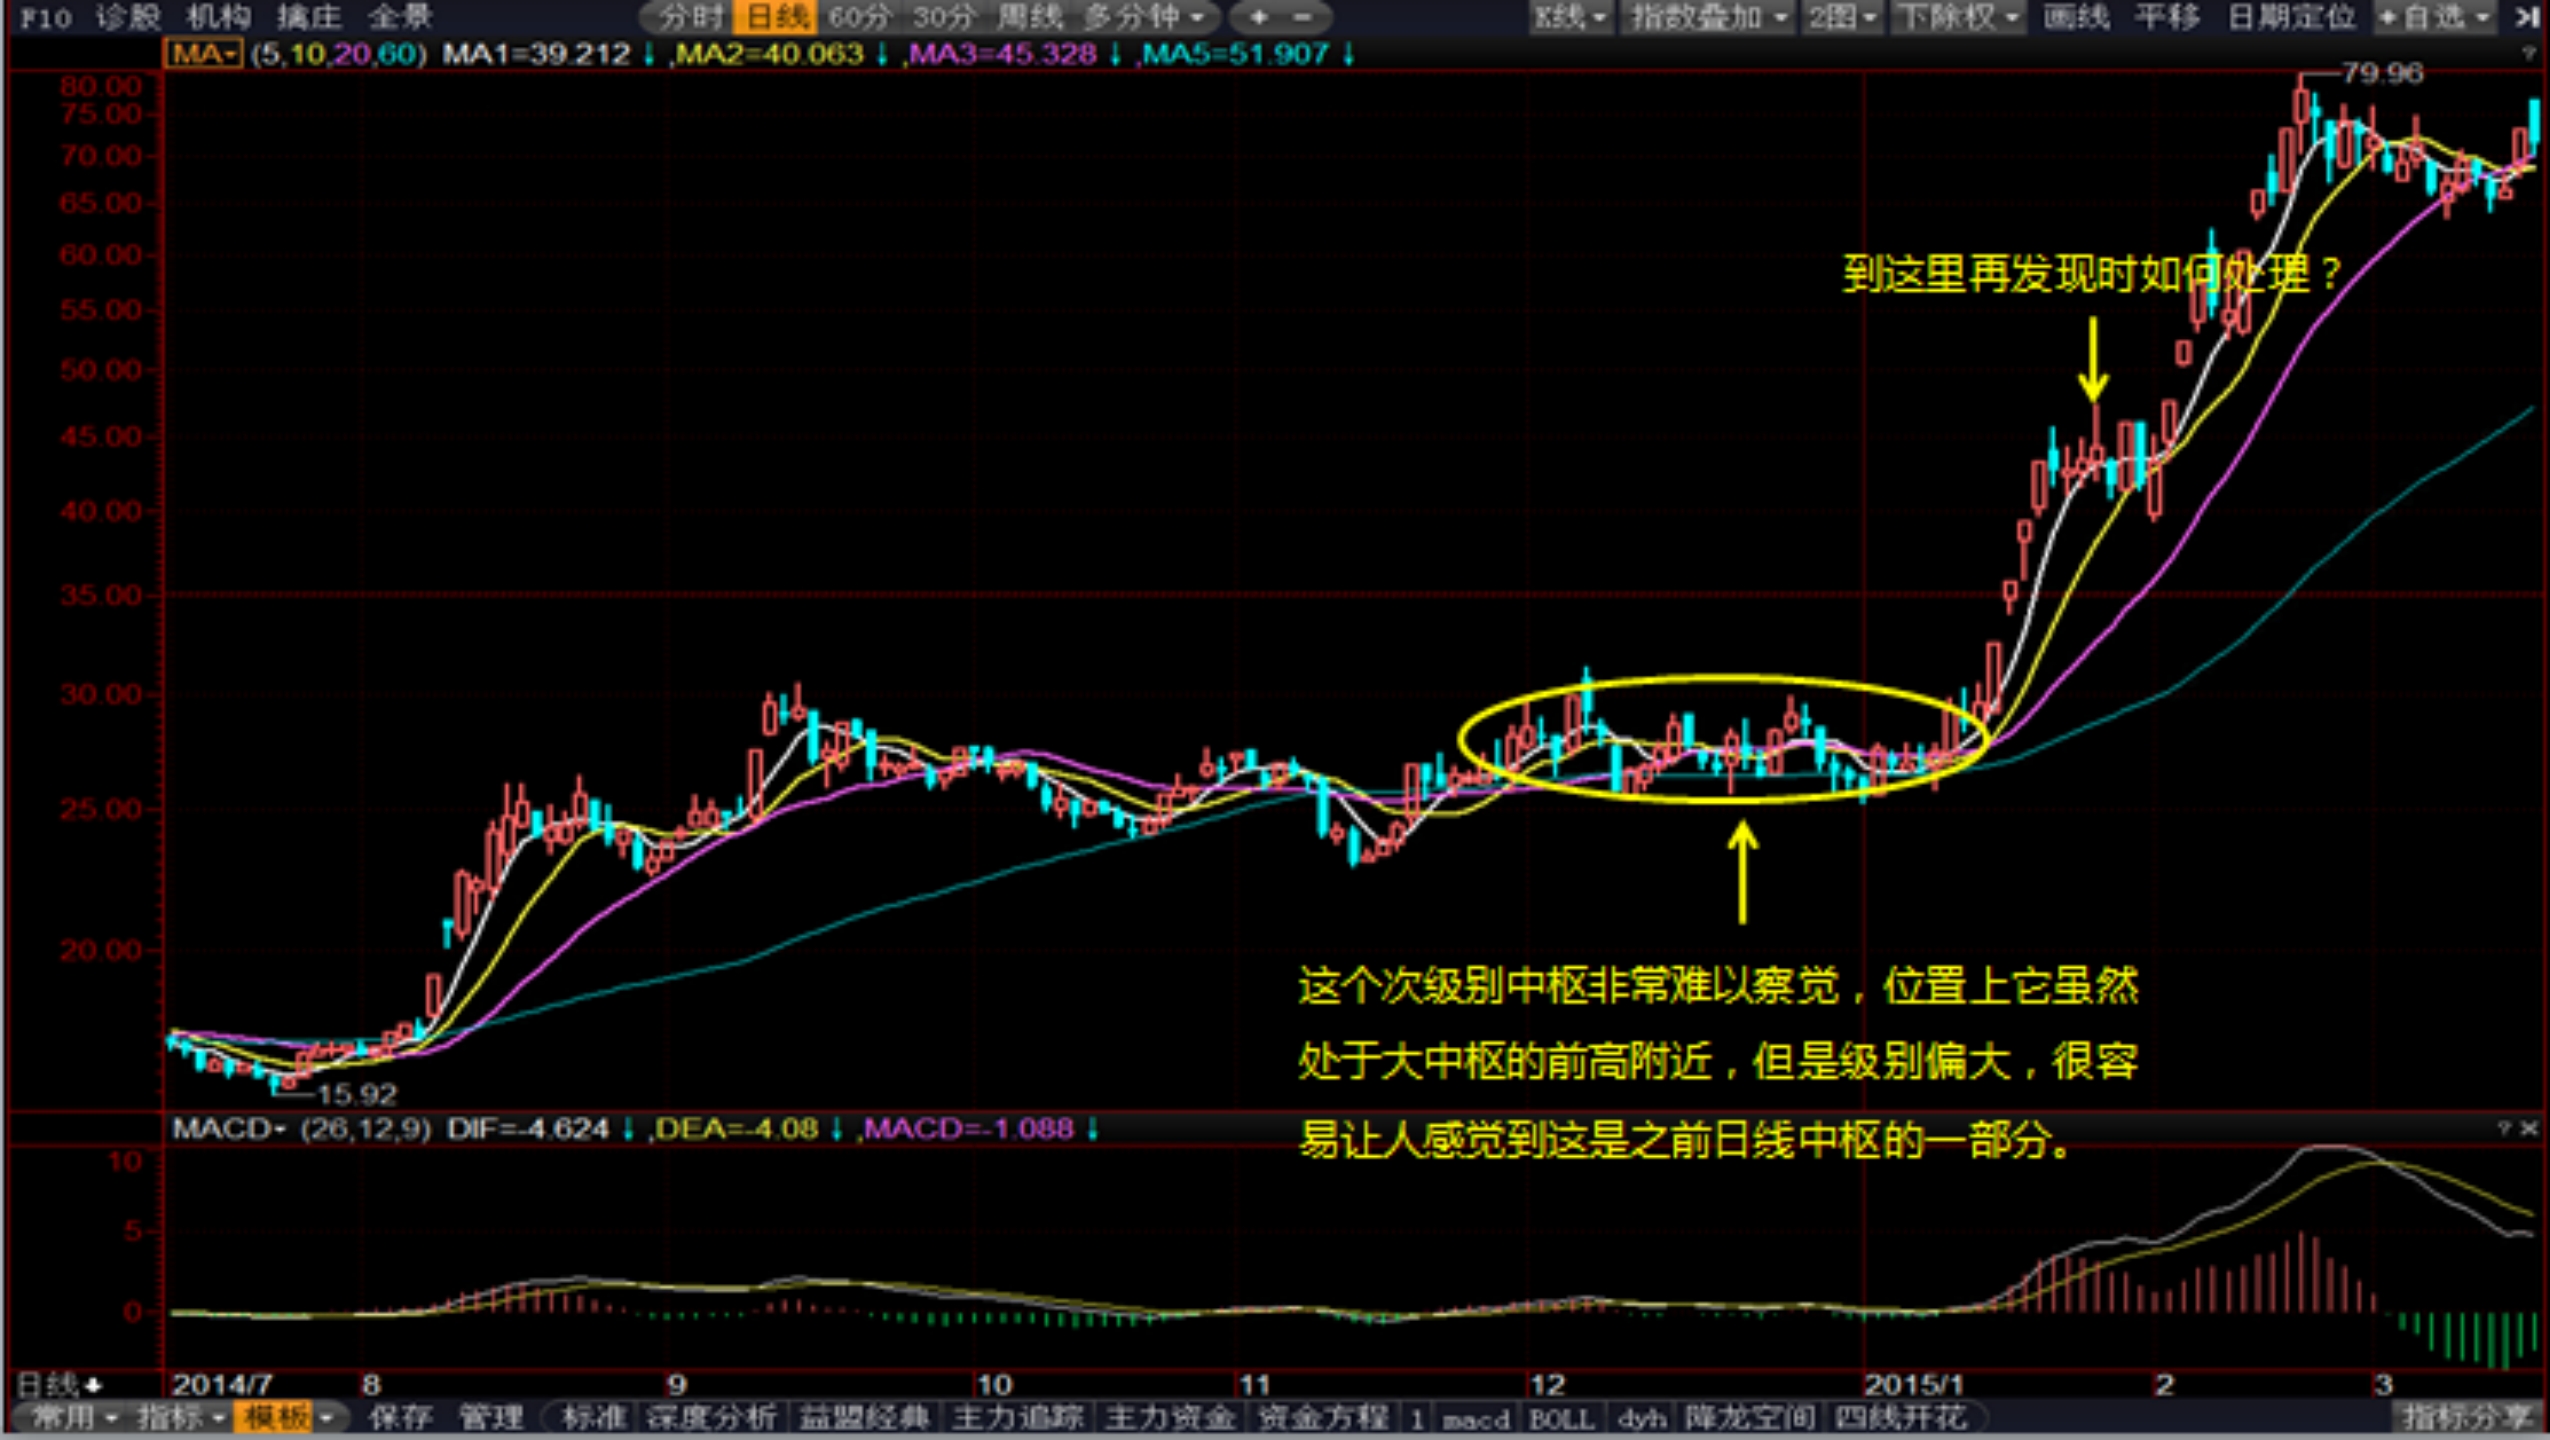 F10 诊股 机构 擒庄 全景 分时 日线 60分 30分 周线 多分钟 + - K线 指数叠加 2图 下除权 画线 平移 日期定位 +自选
MA (5,10,20,60) MA1=39.212 ↓ ,MA2=40.063 ↓ ,MA3=45.328 ↓ ,MA5=51.907 ↓ ?
79.96
80.00
75.00
70.00
65.00
60.00
到这里再发现时如何处理？
55.00
50.00
45.00
40.00
35.00
30.00
25.00
20.00
这个次级别中枢非常难以察觉，位置上它虽然
处于大中枢的前高附近，但是级别偏大，很容
易让人感觉到这是之前日线中枢的一部分。
15.92
MACD (26,12,9) DIF=-4.624 ↓ ,DEA=-4.08 ↓ ,MACD=-1.088 ↓ ? ×
10
5
0
日线 2014/7 8 9 10 11 12 2015/1 2 3
常用 指标 模板 保存 管理 标准 深度分析 益盟经典 主力追踪 主力资金 资金方程 1 macd BOLL dyh 降龙空间 四线开花 指标分享